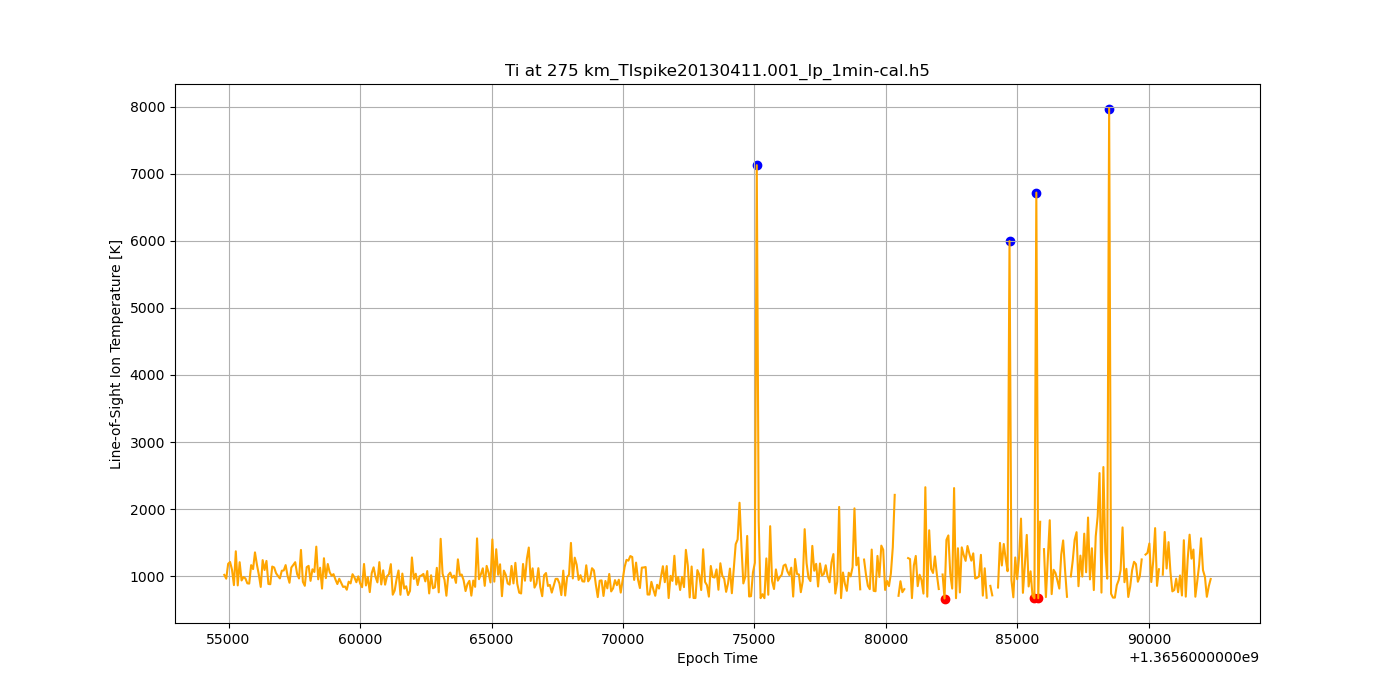 Ti at 275 km_TIspike20130411.001_lp_1min-cal.h5
8000
7000
6000
5000
4000
3000
2000
1000
Line-of-Sight Ion Temperature [K]
55000 60000 65000 70000 75000 80000 85000 90000
Epoch Time
+1.3656000000e9